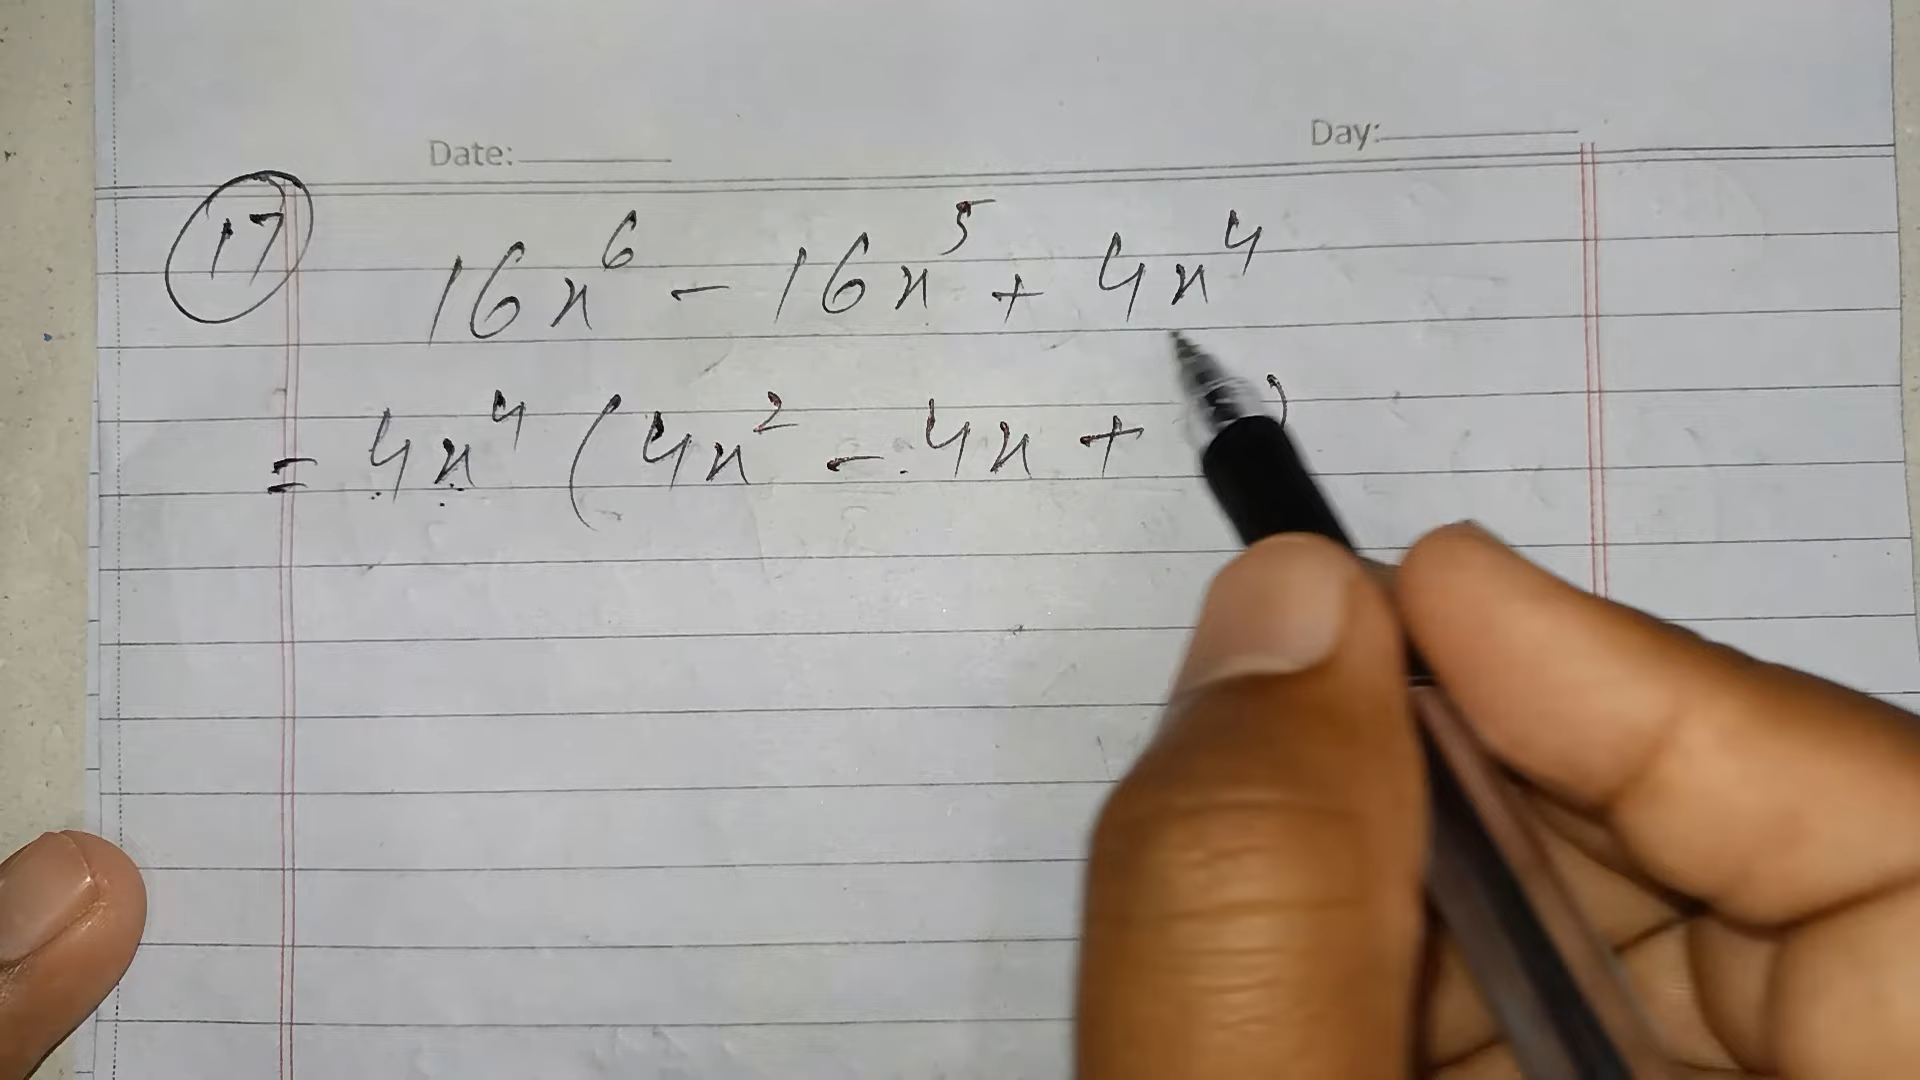 Date: Day:
17 16x⁶ - 16x⁵ + 4x⁴
= 4x⁴ (4x² - 4x + )